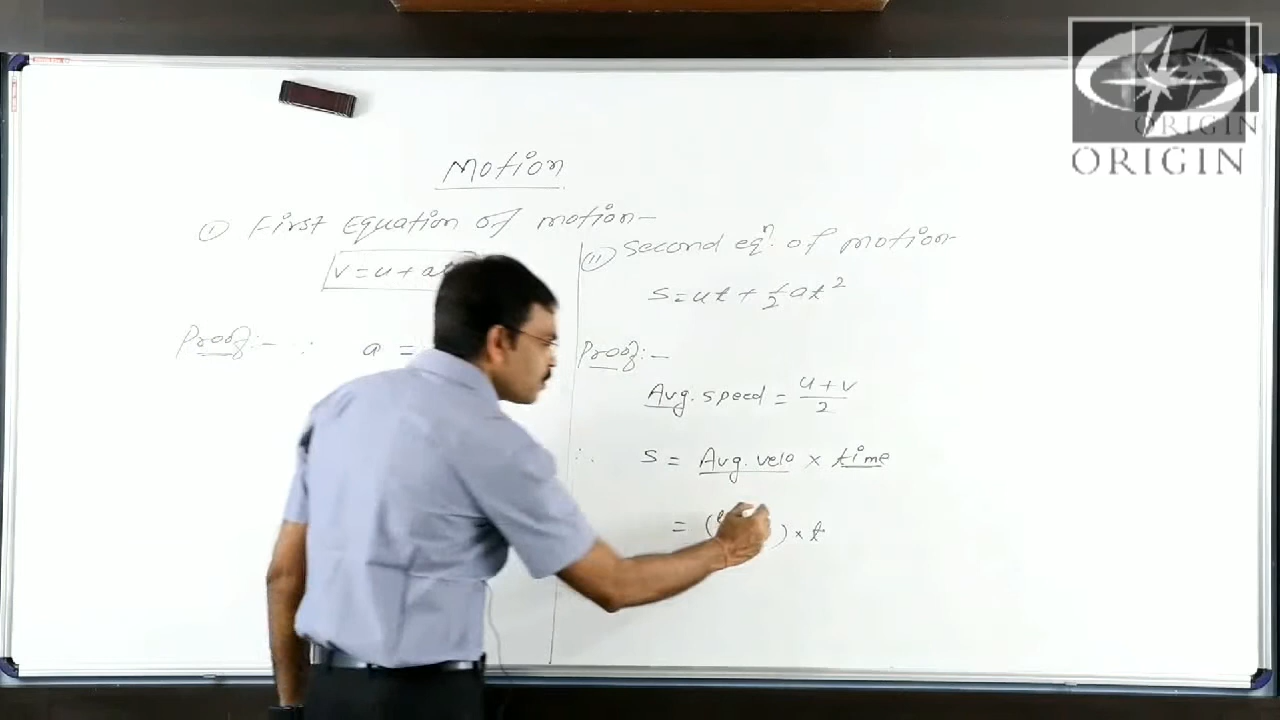 Motion
(I) First Equation of motion-
v = u + at
Proof:- ∵ a =
(II) Second eqⁿ. of motion-
S = ut + ½at²
Proof:-
Avg. speed = (u+v)/2
∴ S = Avg. velo × time
= ( ) × t
ORIGIN
ORIGIN